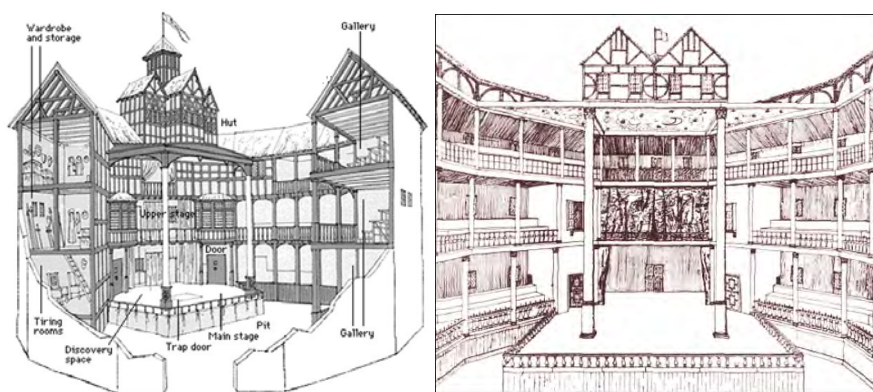 Wardrobe
and storage
Gallery
Hut
Upper stage
Door
Tiring
rooms
Discovery
space
Trap door
Main stage
Pit
Gallery